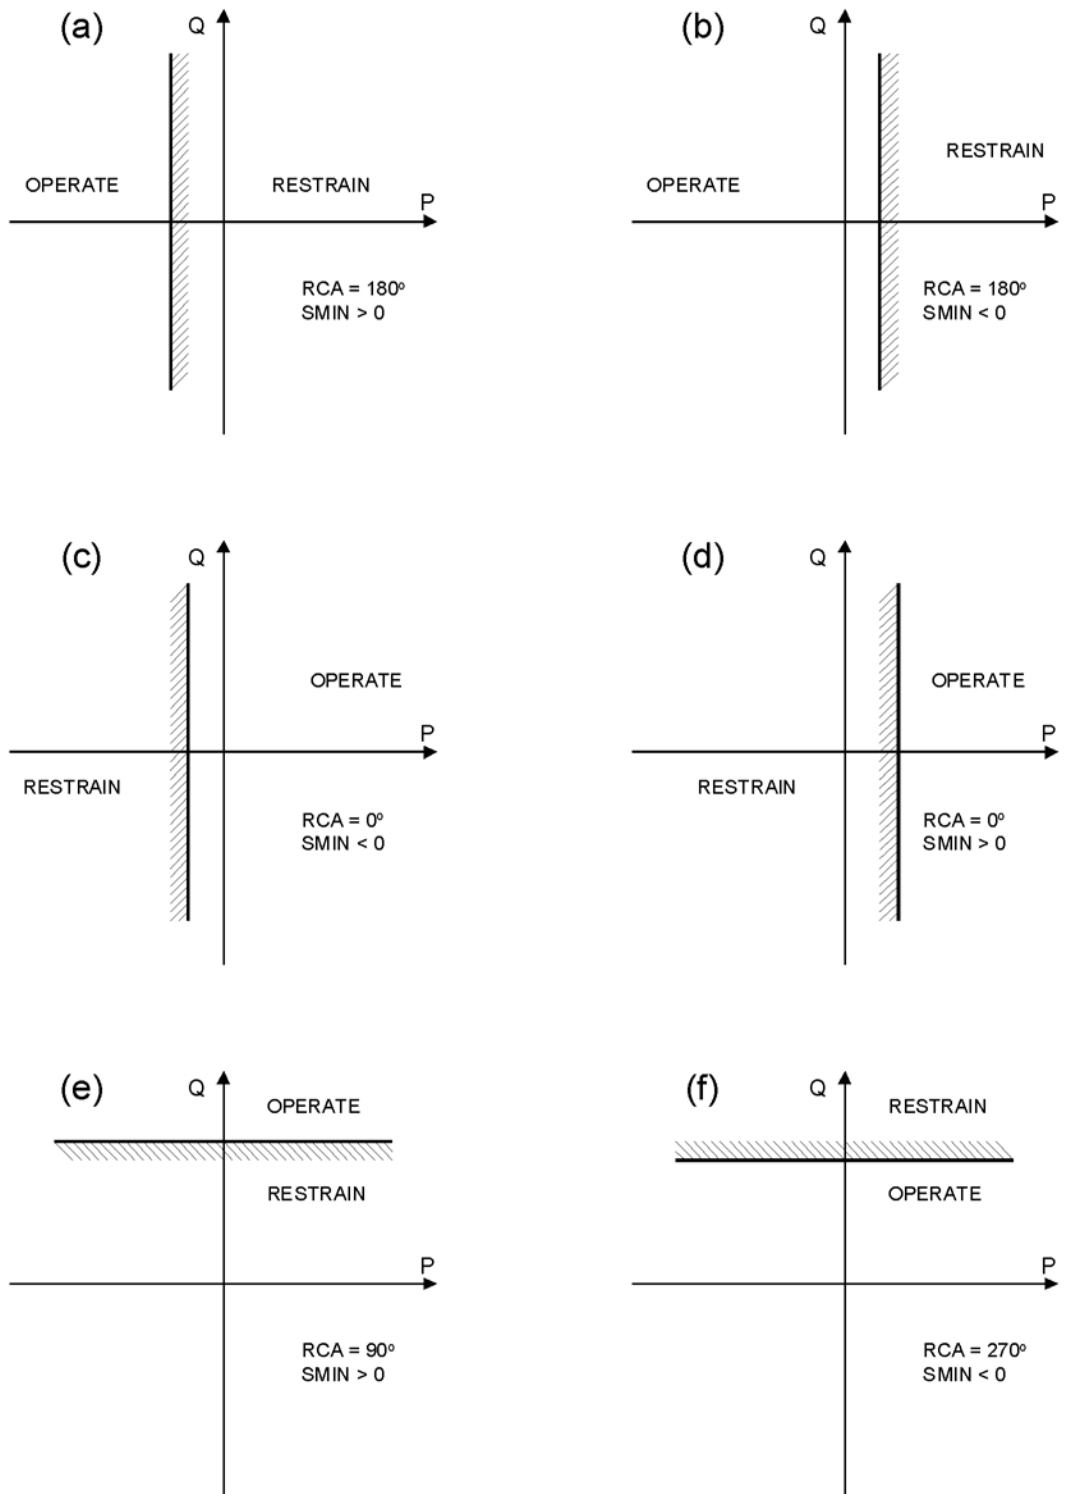 (a)
Q
OPERATE
RESTRAIN
P
RCA = 180º
SMIN > 0
(b)
Q
RESTRAIN
OPERATE
P
RCA = 180º
SMIN < 0
(c)
Q
OPERATE
P
RESTRAIN
RCA = 0º
SMIN < 0
(d)
Q
OPERATE
P
RESTRAIN
RCA = 0º
SMIN > 0
(e)
Q
OPERATE
RESTRAIN
P
RCA = 90º
SMIN > 0
(f)
Q
RESTRAIN
OPERATE
P
RCA = 270º
SMIN < 0